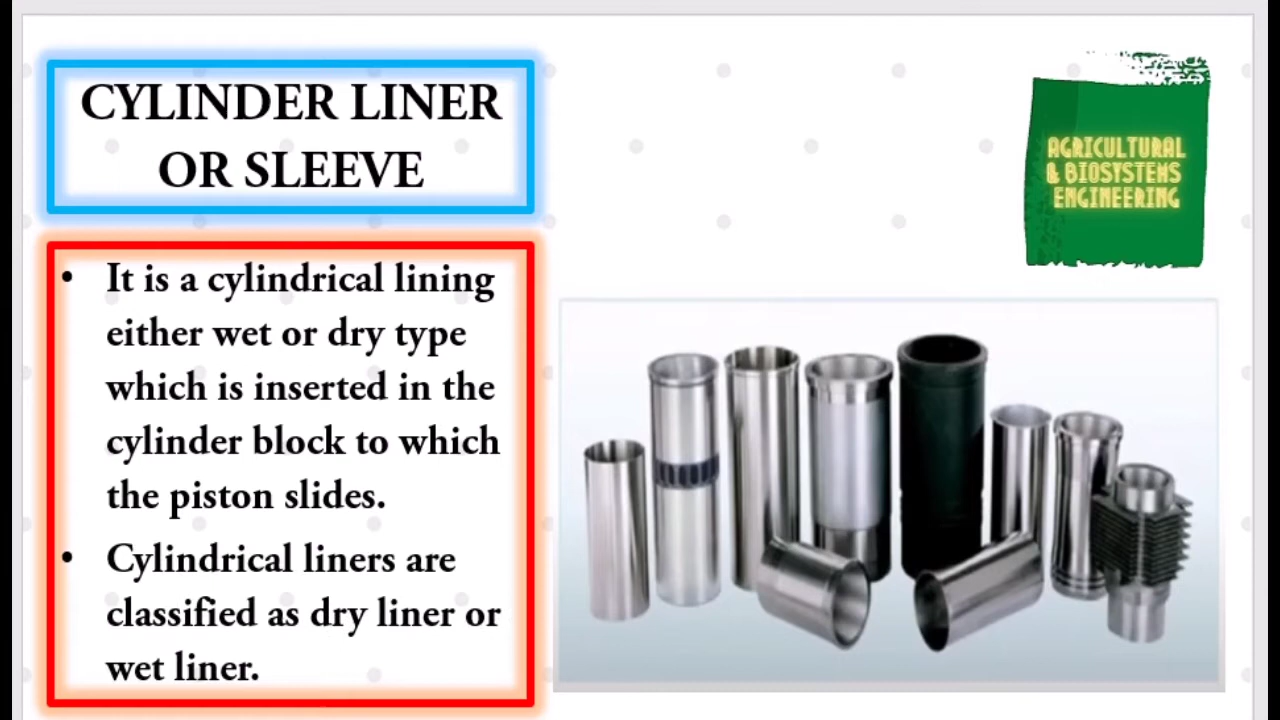 CYLINDER LINER
OR SLEEVE
AGRICULTURAL
& BIOSYSTEMS
ENGINEERING
• It is a cylindrical lining
either wet or dry type
which is inserted in the
cylinder block to which
the piston slides.
• Cylindrical liners are
classified as dry liner or
wet liner.